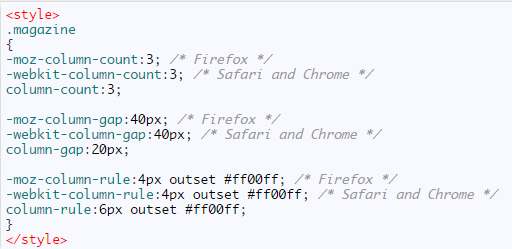 <style>
.magazine
{
-moz-column-count:3; /* Firefox */
-webkit-column-count:3; /* Safari and Chrome */
column-count:3;

-moz-column-gap:40px; /* Firefox */
-webkit-column-gap:40px; /* Safari and Chrome */
column-gap:20px;

-moz-column-rule:4px outset #ff00ff; /* Firefox */
-webkit-column-rule:4px outset #ff00ff; /* Safari and Chrome */
column-rule:6px outset #ff00ff;
}
</style>